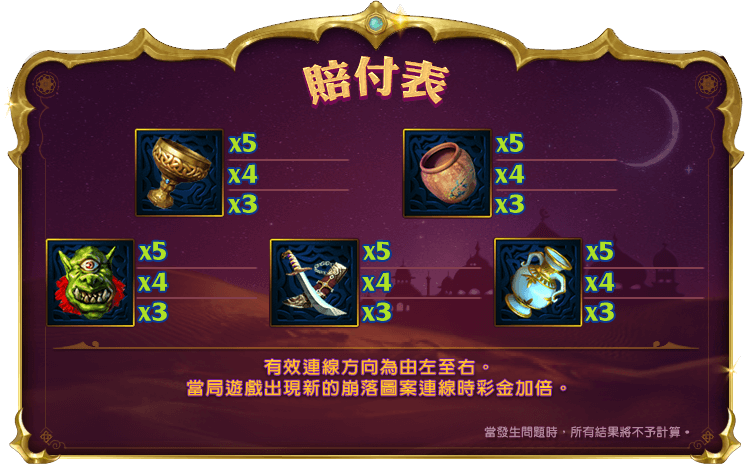 賠付表
x5 x5
x4 x4
x3 x3
x5 x5 x5
x4 x4 x4
x3 x3 x3
有效連線方向為由左至右。
當局遊戲出現新的崩落圖案連線時彩金加倍。
當發生問題時，所有結果將不予計算。